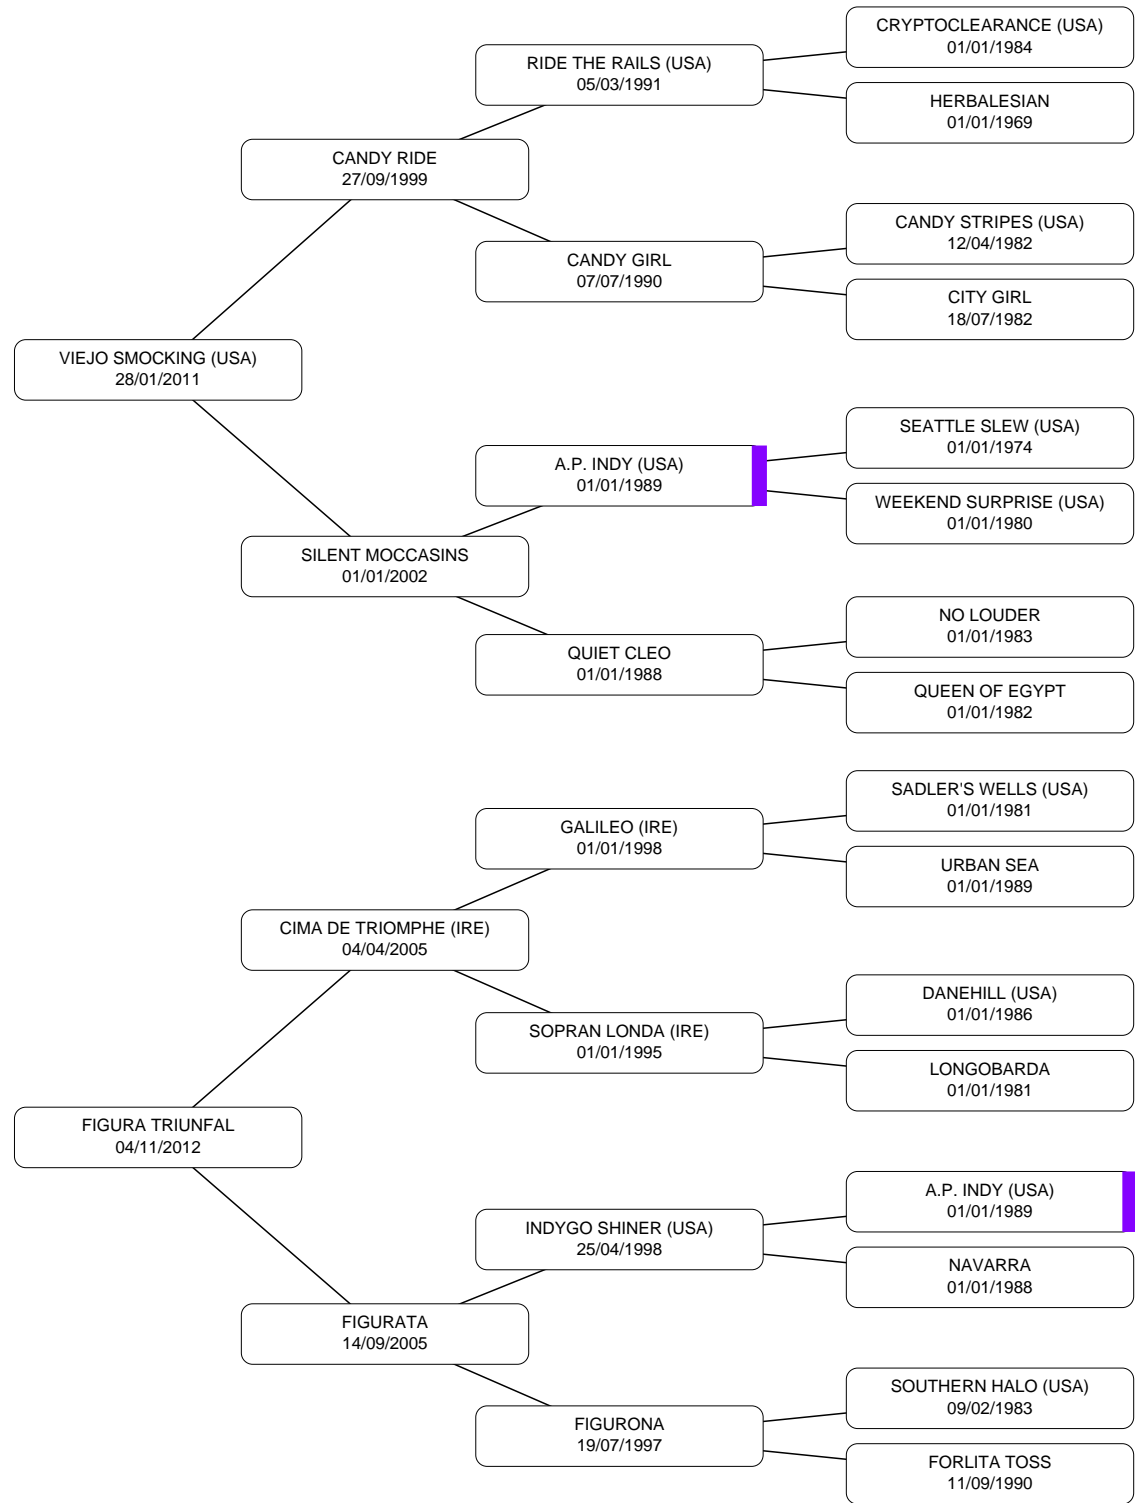 CRYPTOCLEARANCE (USA)
01/01/1984
RIDE THE RAILS (USA)
05/03/1991
HERBALESIAN
01/01/1969
CANDY RIDE
27/09/1999
CANDY STRIPES (USA)
12/04/1982
CANDY GIRL
07/07/1990
CITY GIRL
18/07/1982
VIEJO SMOCKING (USA)
28/01/2011
SEATTLE SLEW (USA)
01/01/1974
A.P. INDY (USA)
01/01/1989
WEEKEND SURPRISE (USA)
01/01/1980
SILENT MOCCASINS
01/01/2002
NO LOUDER
01/01/1983
QUIET CLEO
01/01/1988
QUEEN OF EGYPT
01/01/1982
SADLER'S WELLS (USA)
01/01/1981
GALILEO (IRE)
01/01/1998
URBAN SEA
01/01/1989
CIMA DE TRIOMPHE (IRE)
04/04/2005
DANEHILL (USA)
01/01/1986
SOPRAN LONDA (IRE)
01/01/1995
LONGOBARDA
01/01/1981
FIGURA TRIUNFAL
04/11/2012
A.P. INDY (USA)
01/01/1989
INDYGO SHINER (USA)
25/04/1998
NAVARRA
01/01/1988
FIGURATA
14/09/2005
SOUTHERN HALO (USA)
09/02/1983
FIGURONA
19/07/1997
FORLITA TOSS
11/09/1990